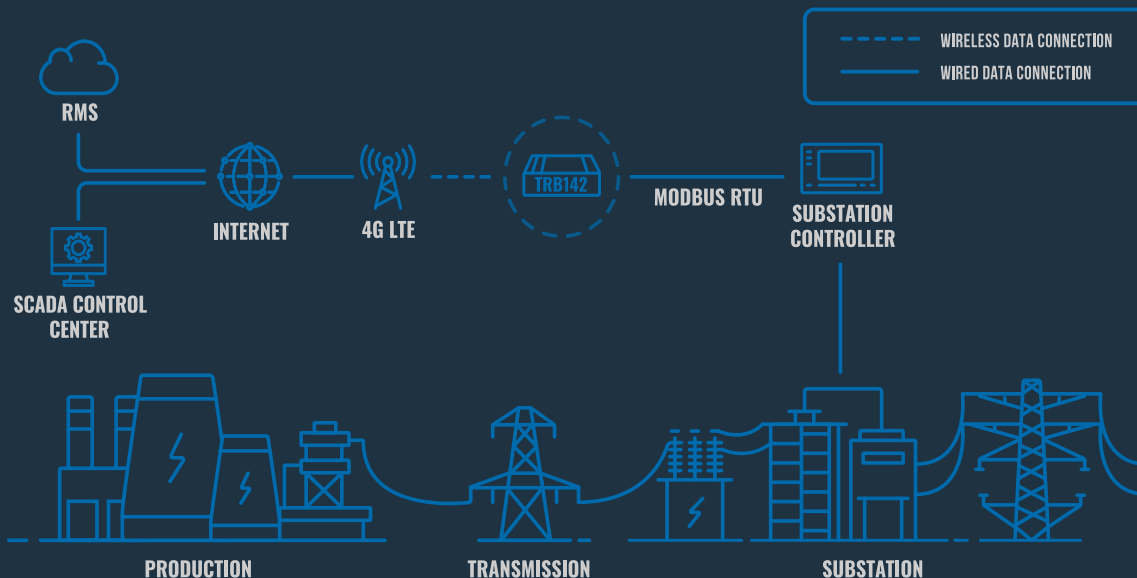 WIRELESS DATA CONNECTION
WIRED DATA CONNECTION
RMS
TRB142
MODBUS RTU
INTERNET
4G LTE
SUBSTATION
CONTROLLER
SCADA CONTROL
CENTER
PRODUCTION
TRANSMISSION
SUBSTATION